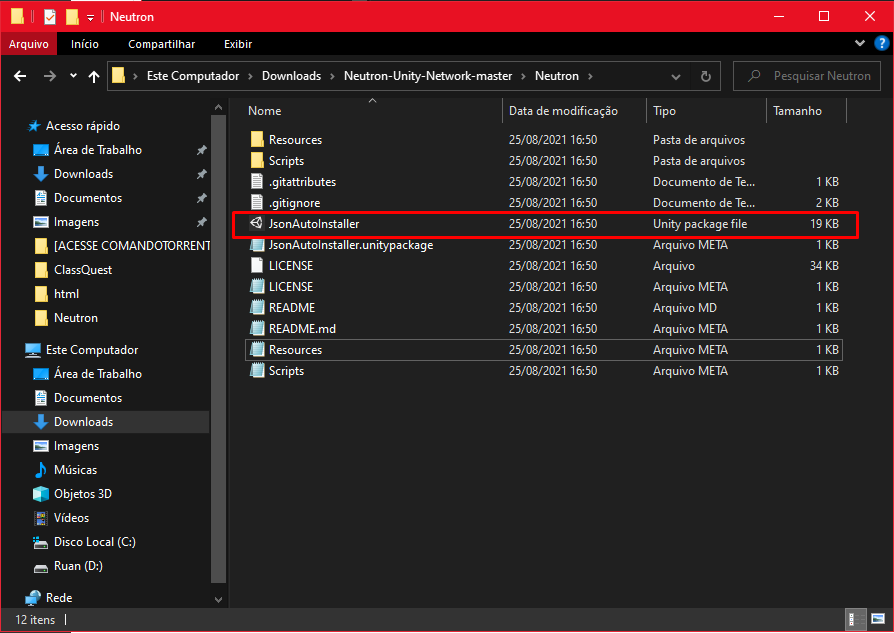 Neutron
Arquivo Início Compartilhar Exibir
Este Computador Downloads Neutron-Unity-Network-master Neutron Pesquisar Neutron
Nome Data de modificação Tipo Tamanho
Acesso rápido
Área de Trabalho
Downloads
Documentos
Imagens
[ACESSE COMANDOTORRENT
ClassQuest
html
Neutron
Este Computador
Área de Trabalho
Documentos
Downloads
Imagens
Músicas
Objetos 3D
Vídeos
Disco Local (C:)
Ruan (D:)
Rede
Resources 25/08/2021 16:50 Pasta de arquivos
Scripts 25/08/2021 16:50 Pasta de arquivos
.gitattributes 25/08/2021 16:50 Documento de Te... 1 KB
.gitignore 25/08/2021 16:50 Documento de Te... 2 KB
JsonAutoInstaller 25/08/2021 16:50 Unity package file 19 KB
JsonAutoInstaller.unitypackage 25/08/2021 16:50 Arquivo META 1 KB
LICENSE 25/08/2021 16:50 Arquivo 34 KB
LICENSE 25/08/2021 16:50 Arquivo META 1 KB
README 25/08/2021 16:50 Arquivo MD 1 KB
README.md 25/08/2021 16:50 Arquivo META 1 KB
Resources 25/08/2021 16:50 Arquivo META 1 KB
Scripts 25/08/2021 16:50 Arquivo META 1 KB
12 itens